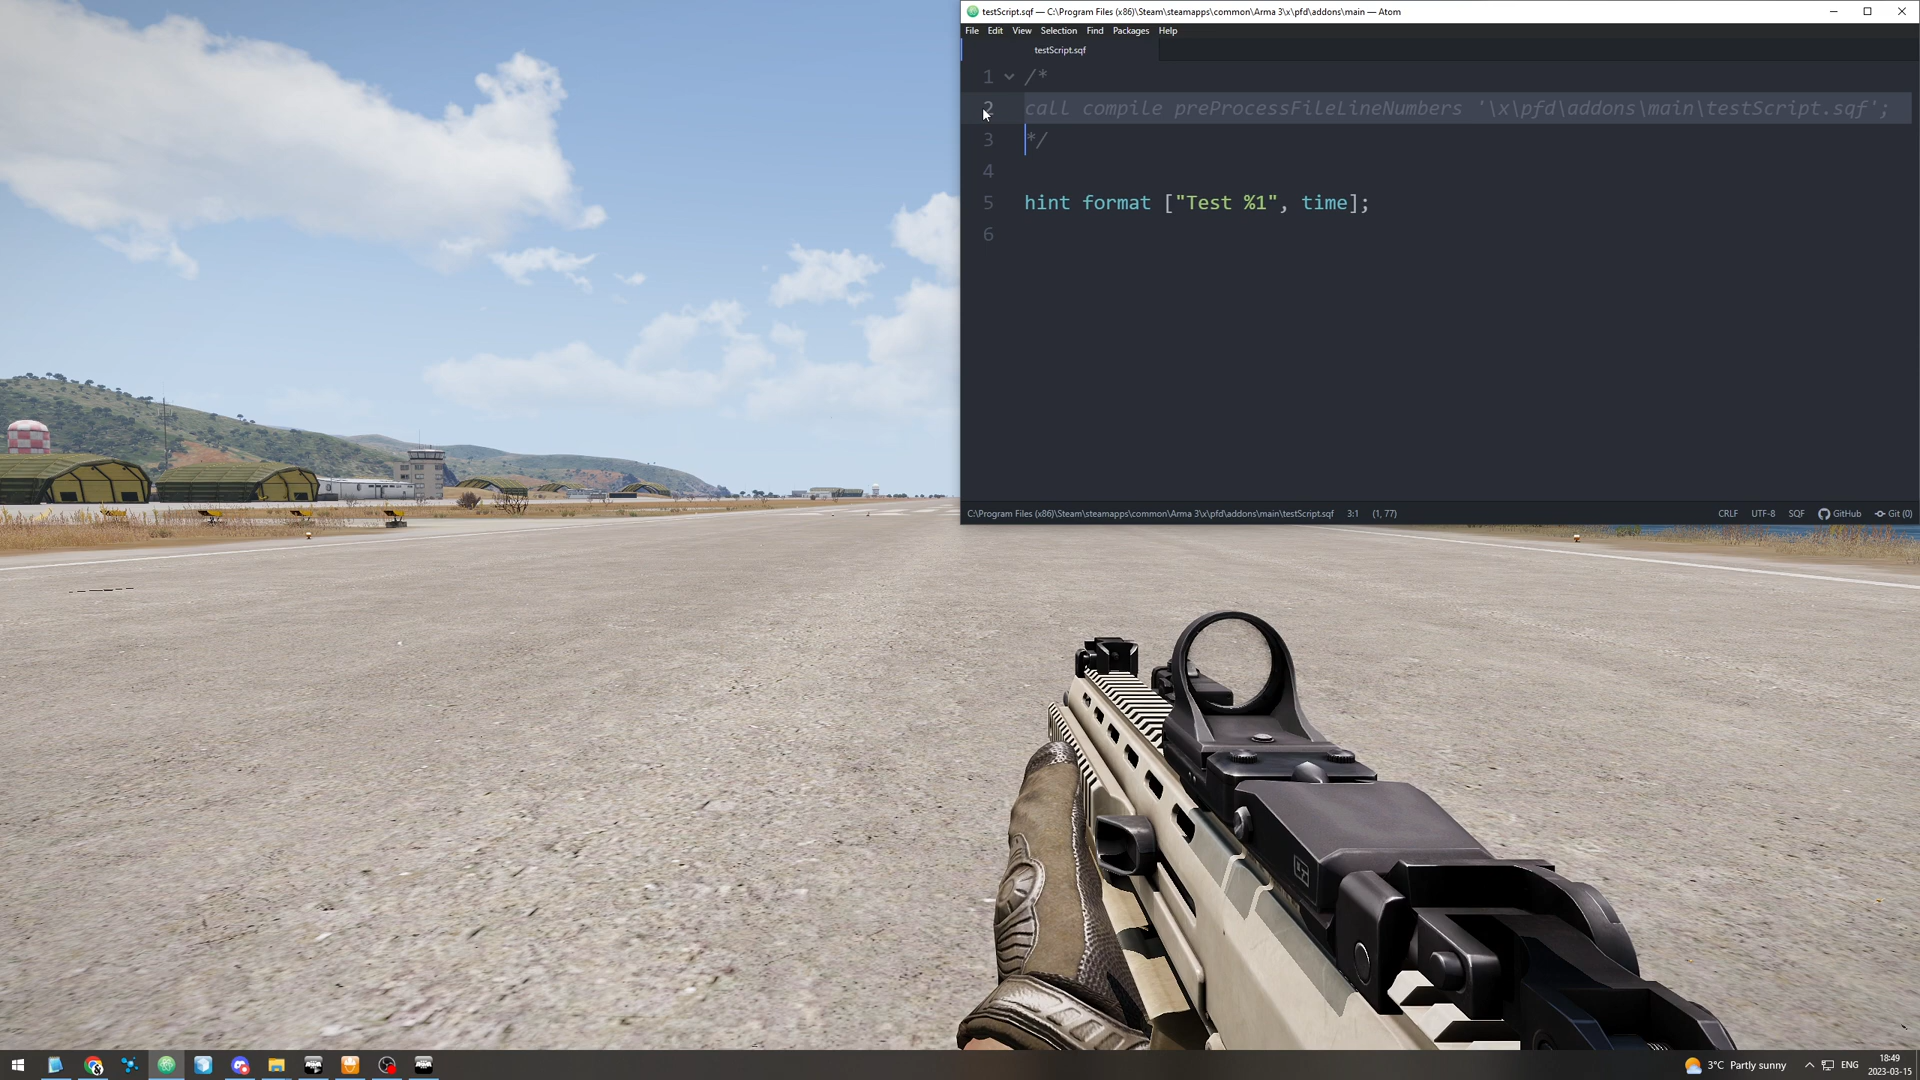 testScript.sqf — C:\Program Files (x86)\Steam\steamapps\common\Arma 3\x\pfd\addons\main — Atom
File Edit View Selection Find Packages Help
testScript.sqf
1 /*
2 call compile preProcessFileLineNumbers '\x\pfd\addons\main\testScript.sqf';
3 */
4
5 hint format ["Test %1", time];
6
C:\Program Files (x86)\Steam\steamapps\common\Arma 3\x\pfd\addons\main\testScript.sqf 3:1 (1, 77) CRLF UTF-8 SQF GitHub Git (0)
3°C Partly sunny ENG 18:49
2023-03-15